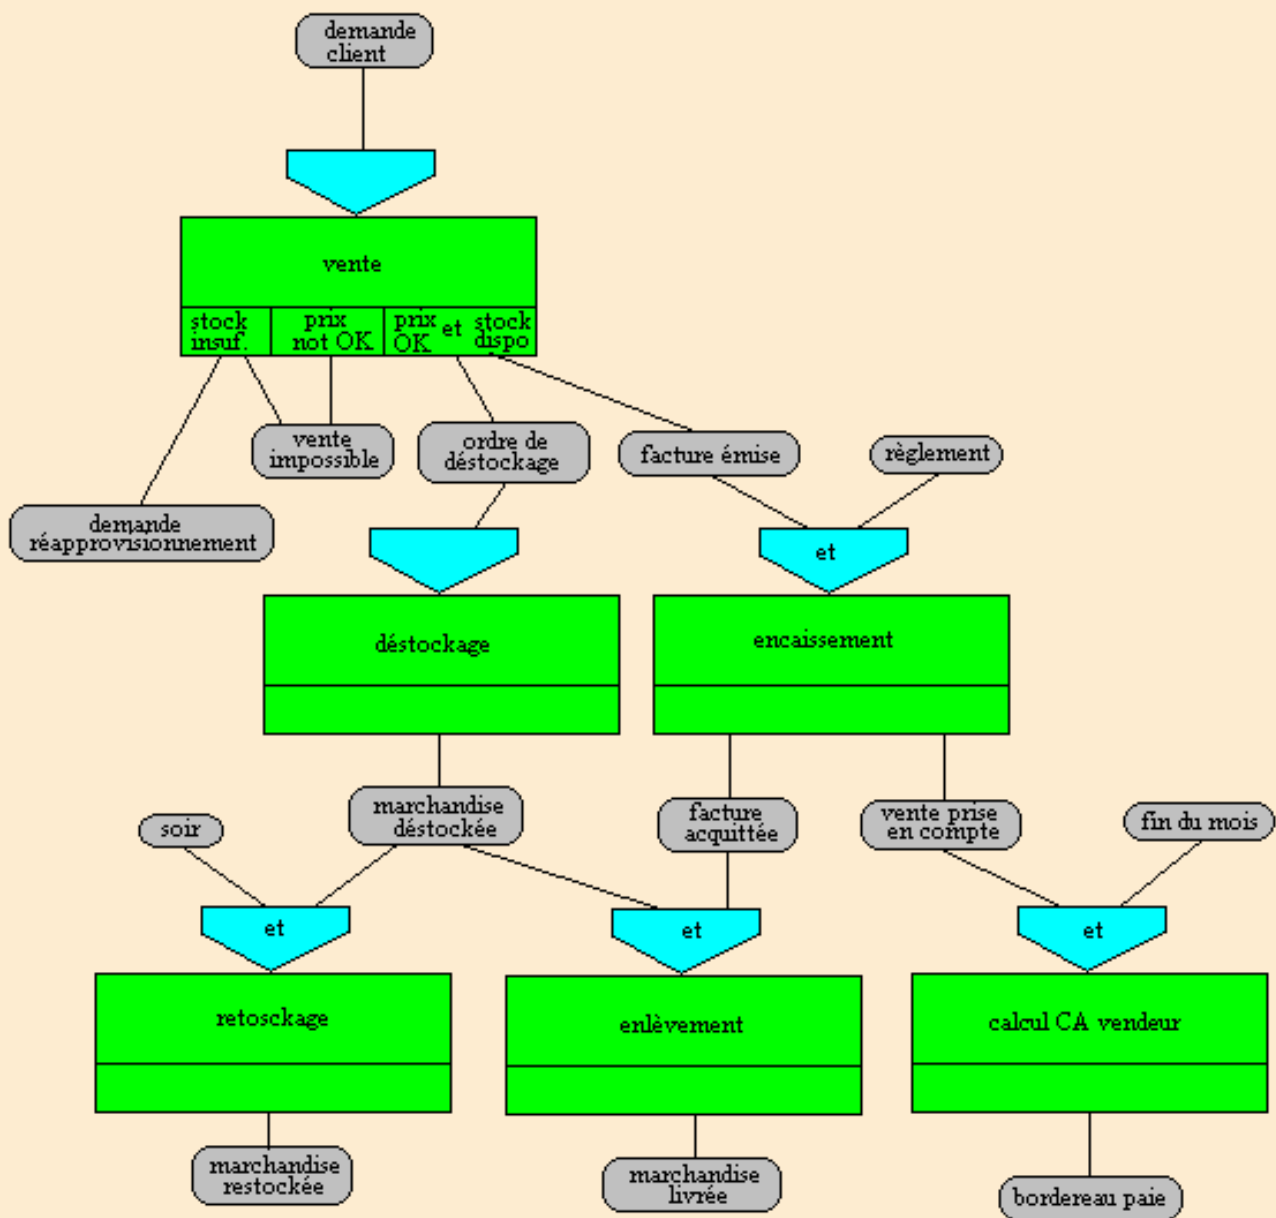 demande
client
vente
stock
insuf.
prix
not OK
prix
OK
et
stock
dispo
vente
impossible
ordre de
déstockage
facture émise
règlement
demande
réapprovisionnement
et
déstockage
encaissement
soir
marchandise
déstockée
facture
acquittée
vente prise
en compte
fin du mois
et
et
et
retosckage
enlèvement
calcul CA vendeur
marchandise
restockée
marchandise
livrée
bordereau paie